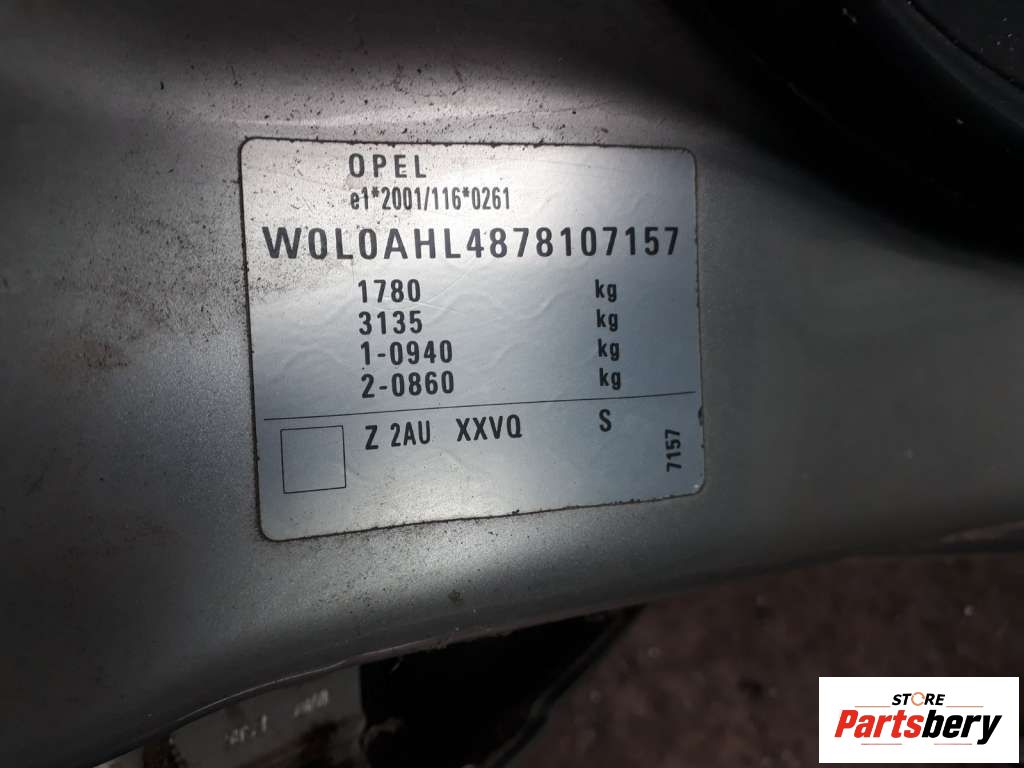 OPEL
e1*2001/116*0261
W0L0AHL4878107157
1780 kg
3135 kg
1-0940 kg
2-0860 kg
Z 2AU XXVQ S
7157
STORE
Partsbery